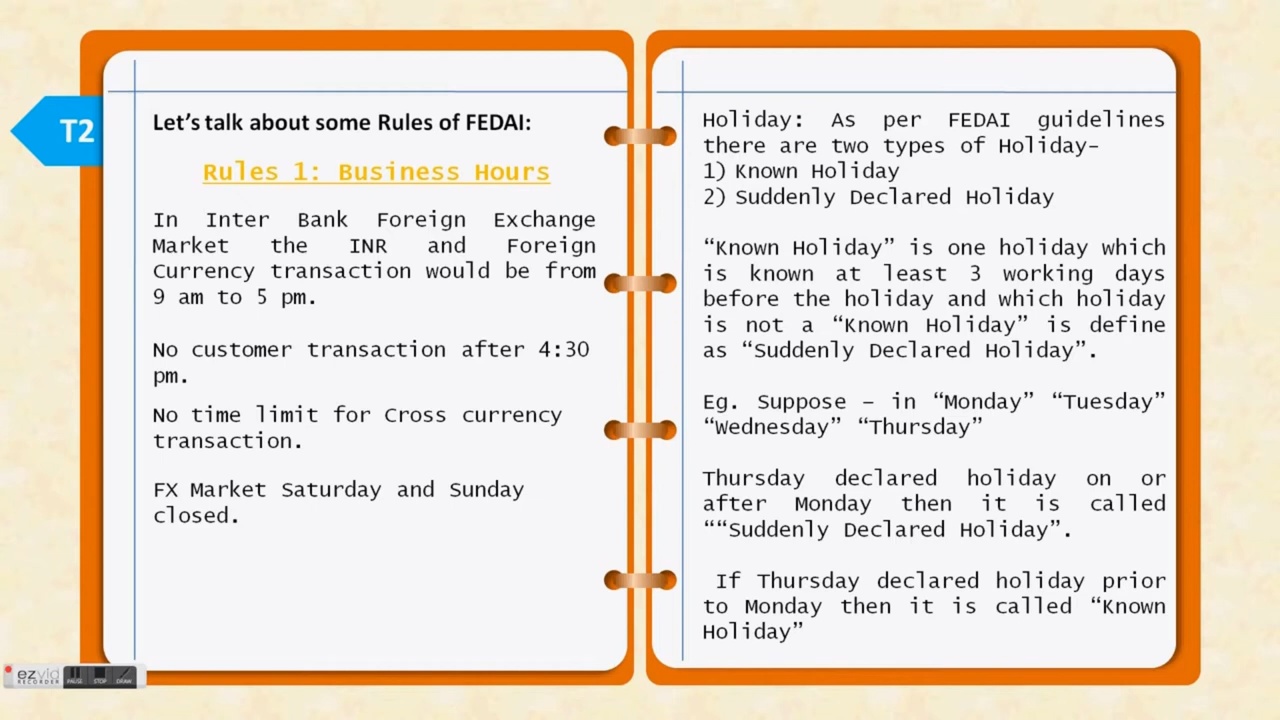 T2
Let’s talk about some Rules of FEDAI:
Rules 1: Business Hours
In Inter Bank Foreign Exchange
Market the INR and Foreign
Currency transaction would be from
9 am to 5 pm.
No customer transaction after 4:30
pm.
No time limit for Cross currency
transaction.
FX Market Saturday and Sunday
closed.
Holiday: As per FEDAI guidelines
there are two types of Holiday–
1) Known Holiday
2) Suddenly Declared Holiday
“Known Holiday” is one holiday which
is known at least 3 working days
before the holiday and which holiday
is not a “Known Holiday” is define
as “Suddenly Declared Holiday”.
Eg. Suppose – in “Monday” “Tuesday”
“Wednesday” “Thursday”
Thursday declared holiday on or
after Monday then it is called
““Suddenly Declared Holiday”.
If Thursday declared holiday prior
to Monday then it is called “Known
Holiday”
ezvid
RECORDER
PAUSE STOP DRAW